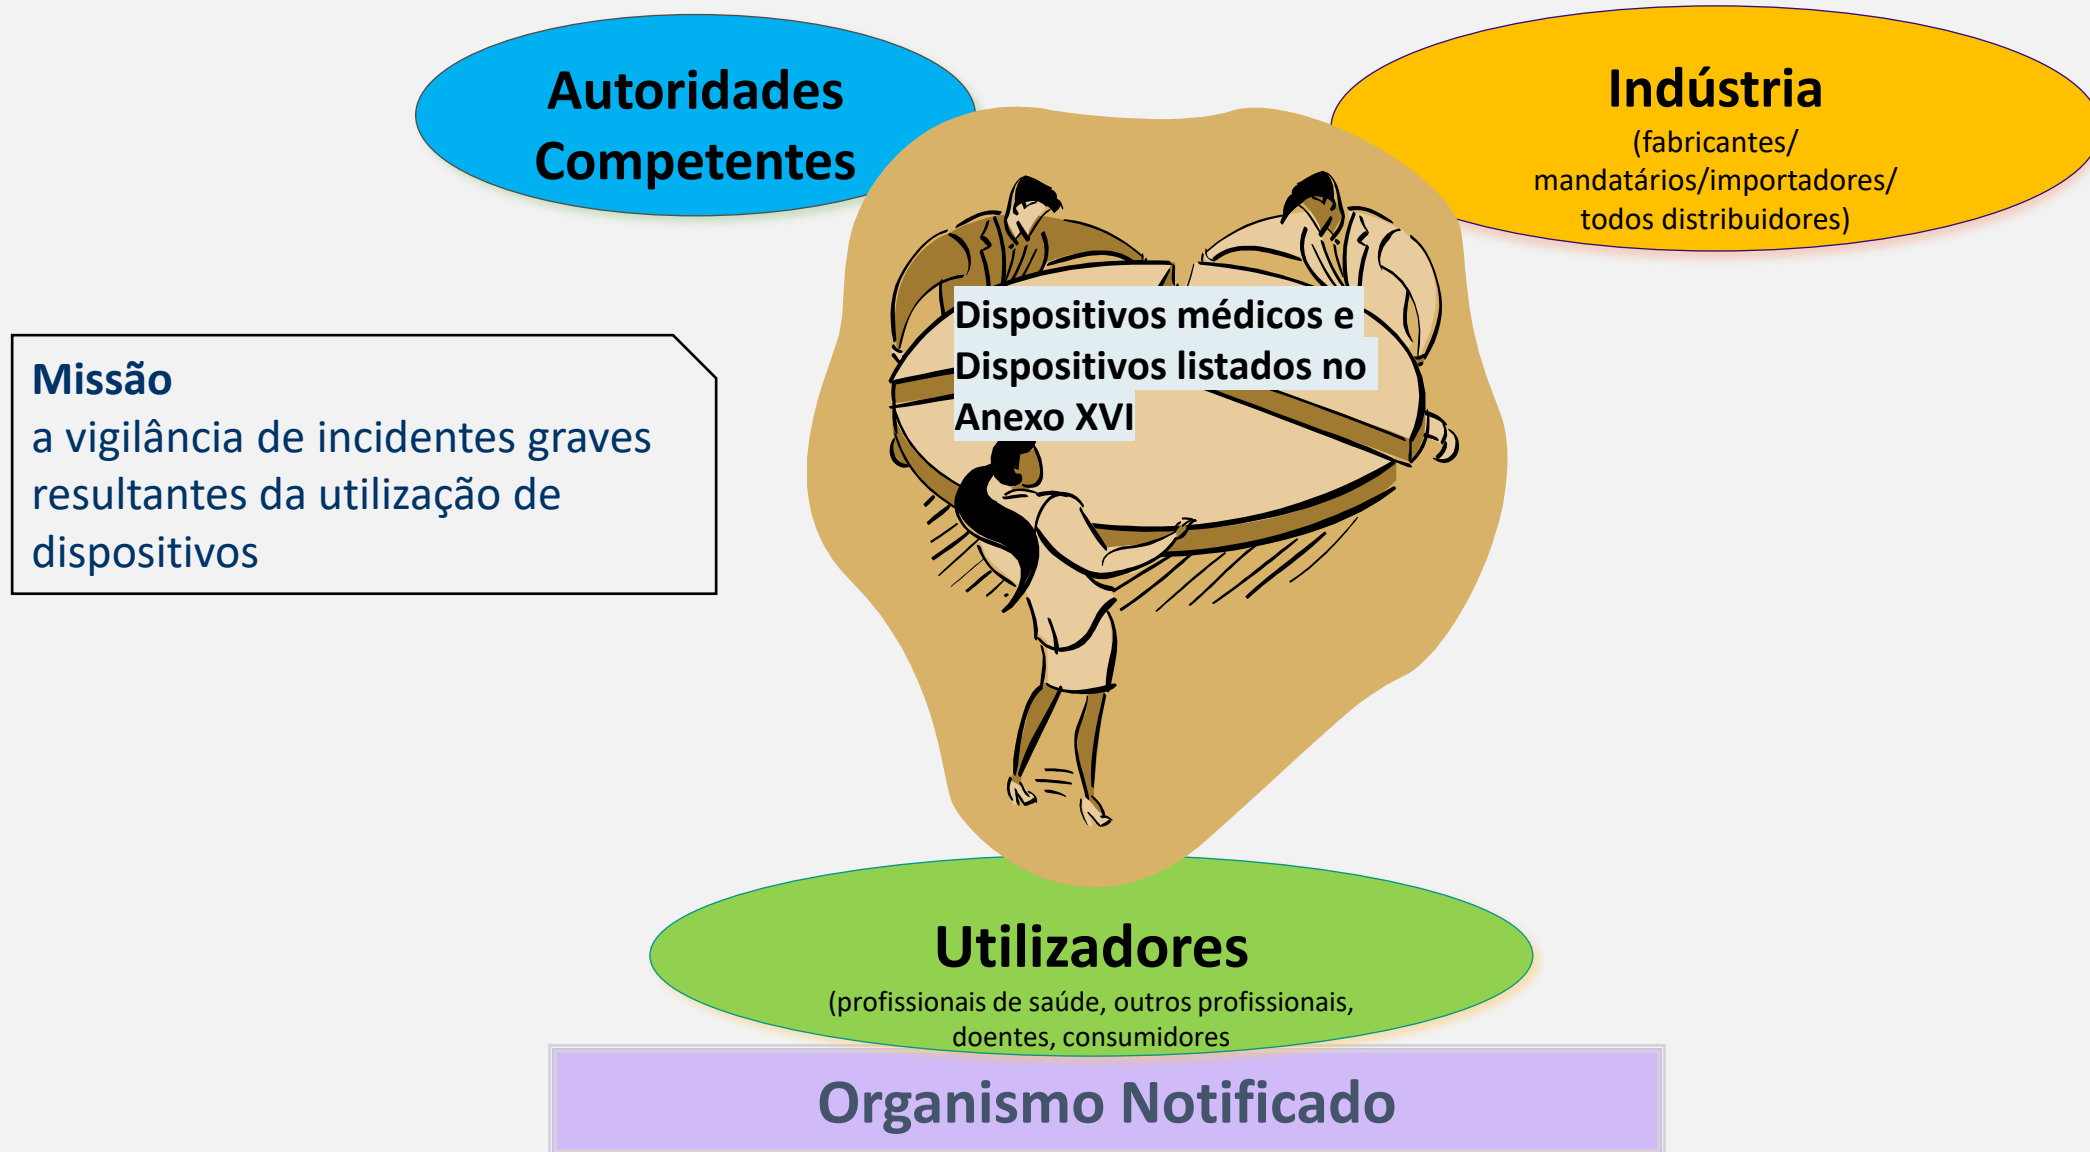 Autoridades
Competentes
Indústria
(fabricantes/
mandatários/importadores/
todos distribuidores)
Dispositivos médicos e
Dispositivos listados no
Anexo XVI
Missão
a vigilância de incidentes graves
resultantes da utilização de
dispositivos
Utilizadores
(profissionais de saúde, outros profissionais,
doentes, consumidores
Organismo Notificado